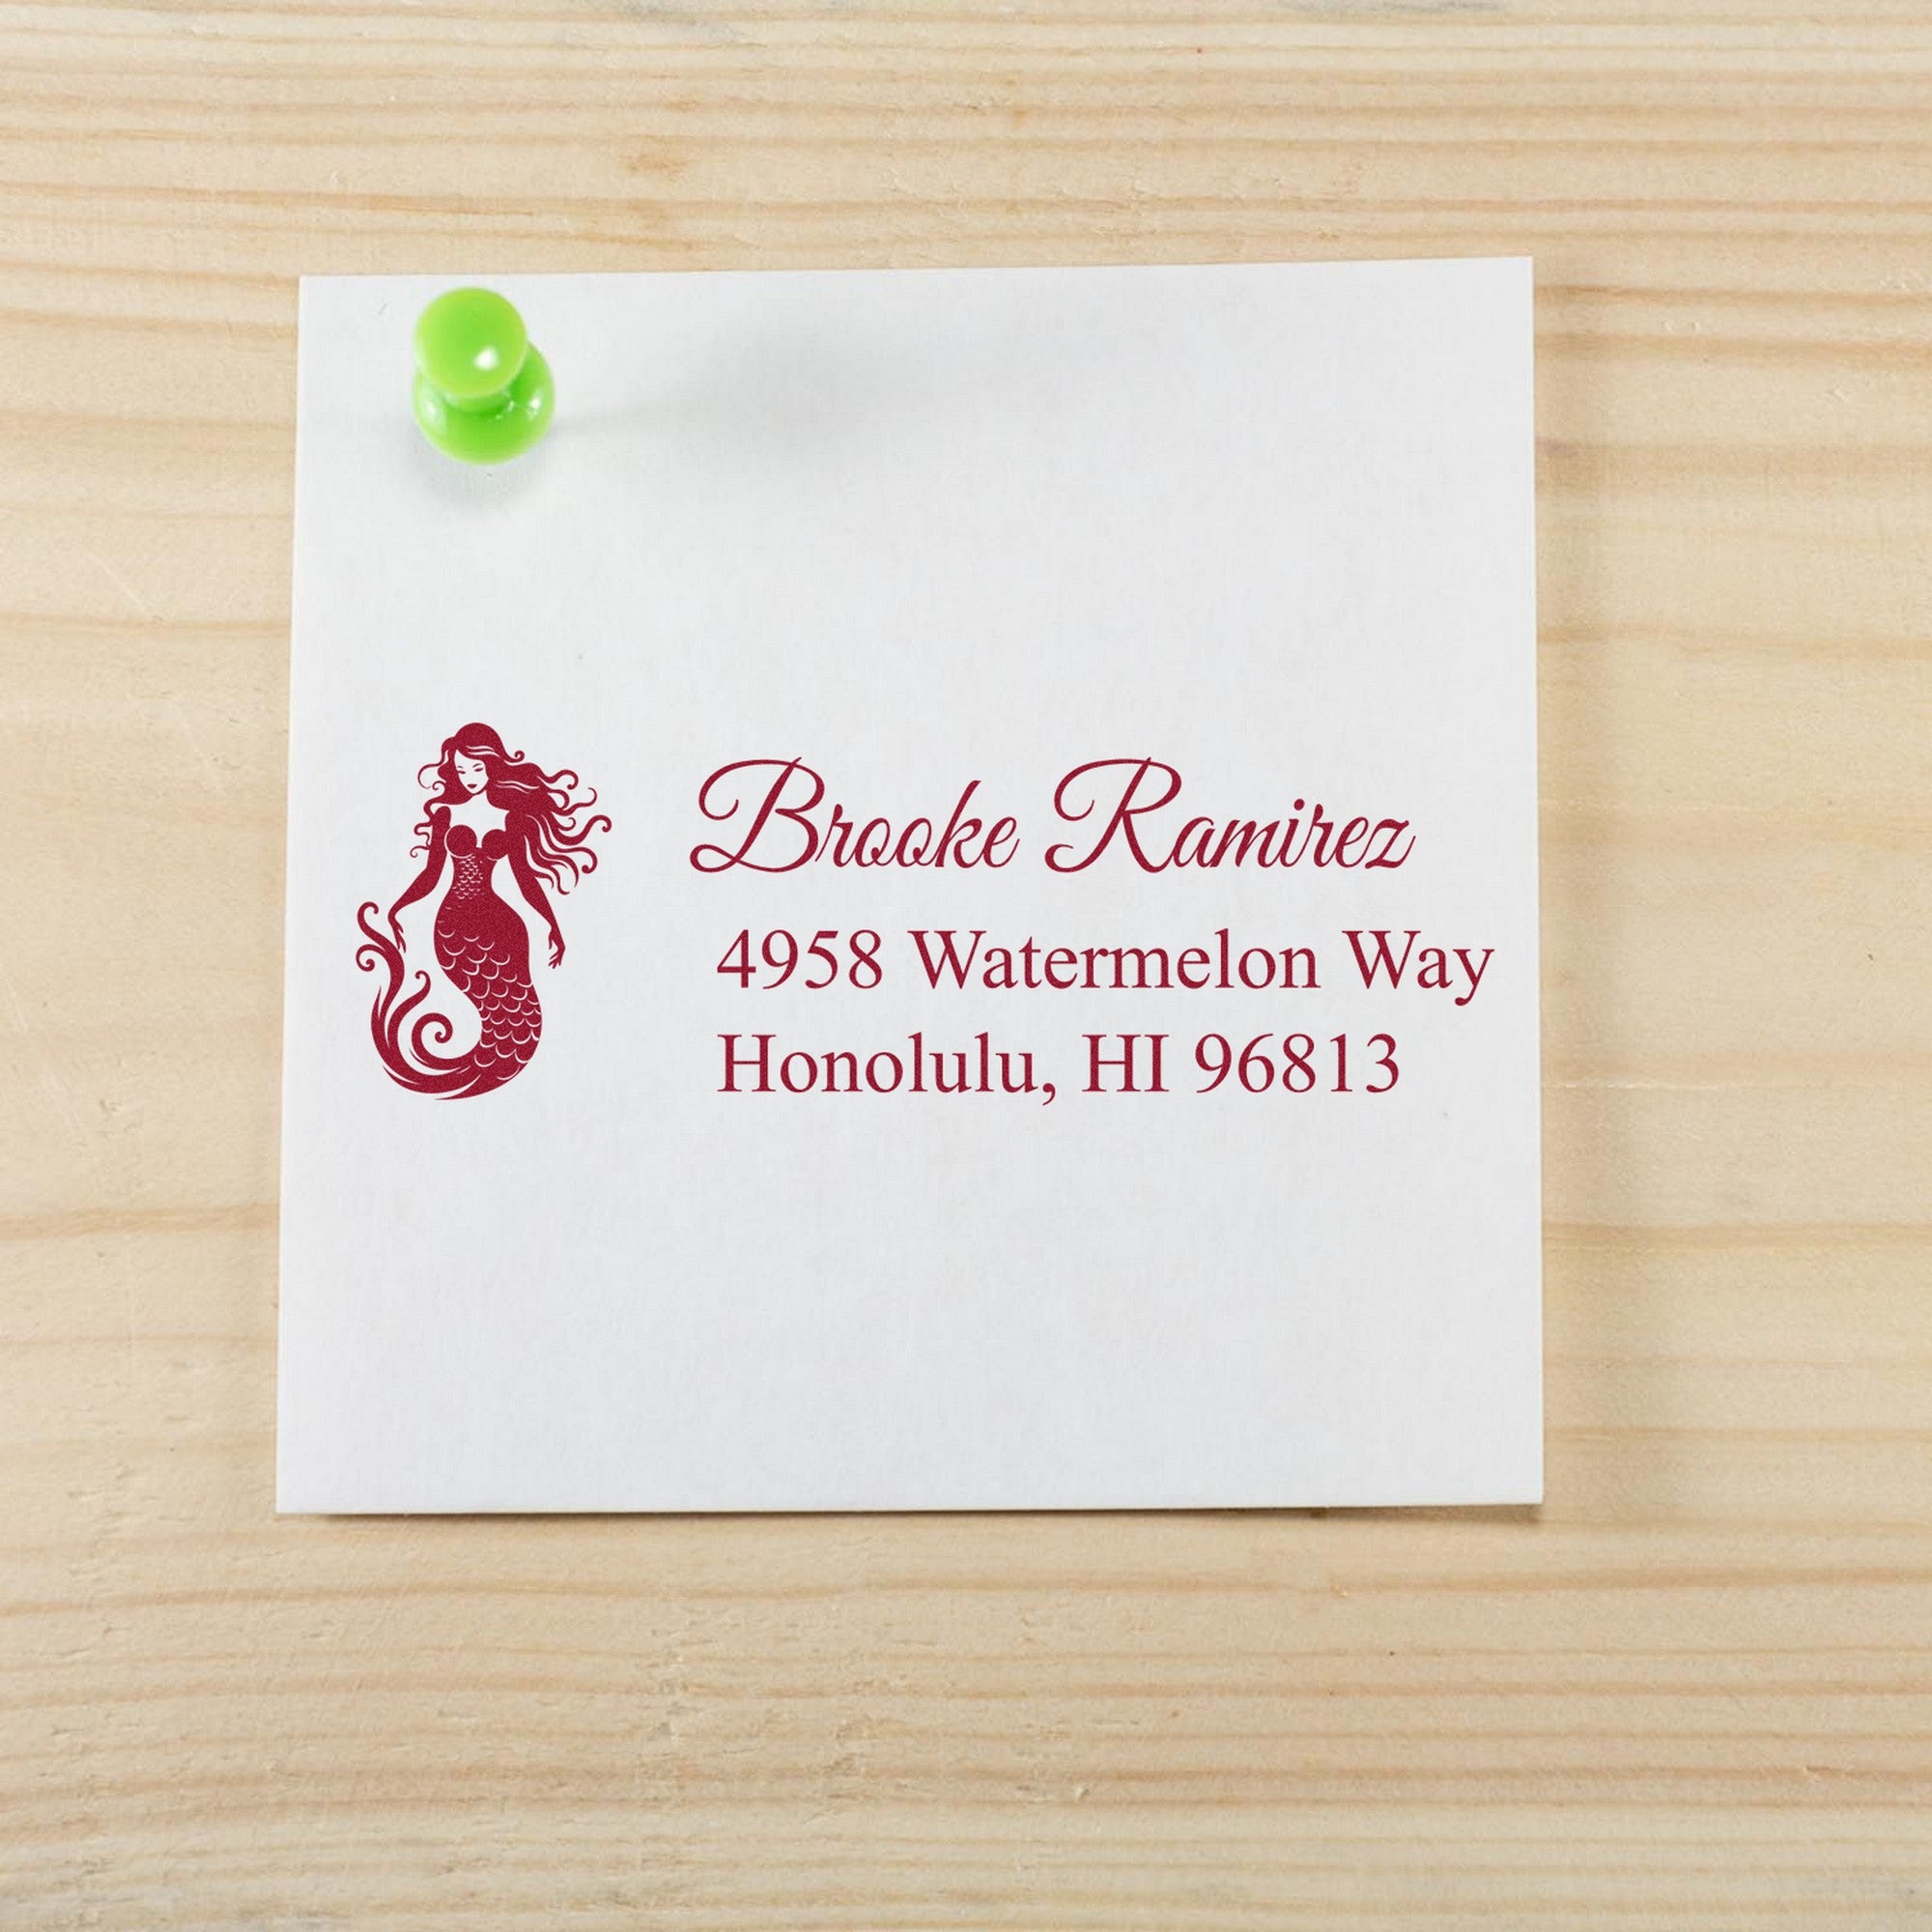 Brooke Ramirez
4958 Watermelon Way
Honolulu, HI 96813